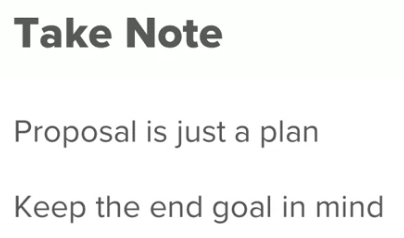 Take Note
Proposal is just a plan
Keep the end goal in mind